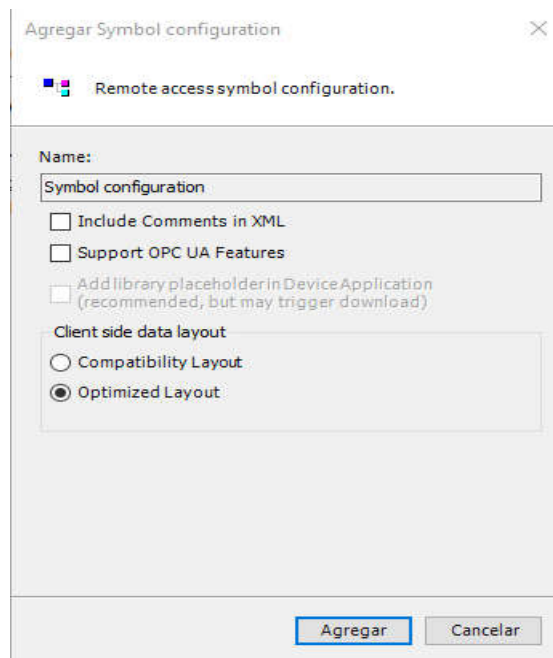 Agregar Symbol configuration
Remote access symbol configuration.
Name:
Symbol configuration
Include Comments in XML
Support OPC UA Features
Add library placeholder in Device Application
(recommended, but may trigger download)
Client side data layout
Compatibility Layout
Optimized Layout
Agregar
Cancelar